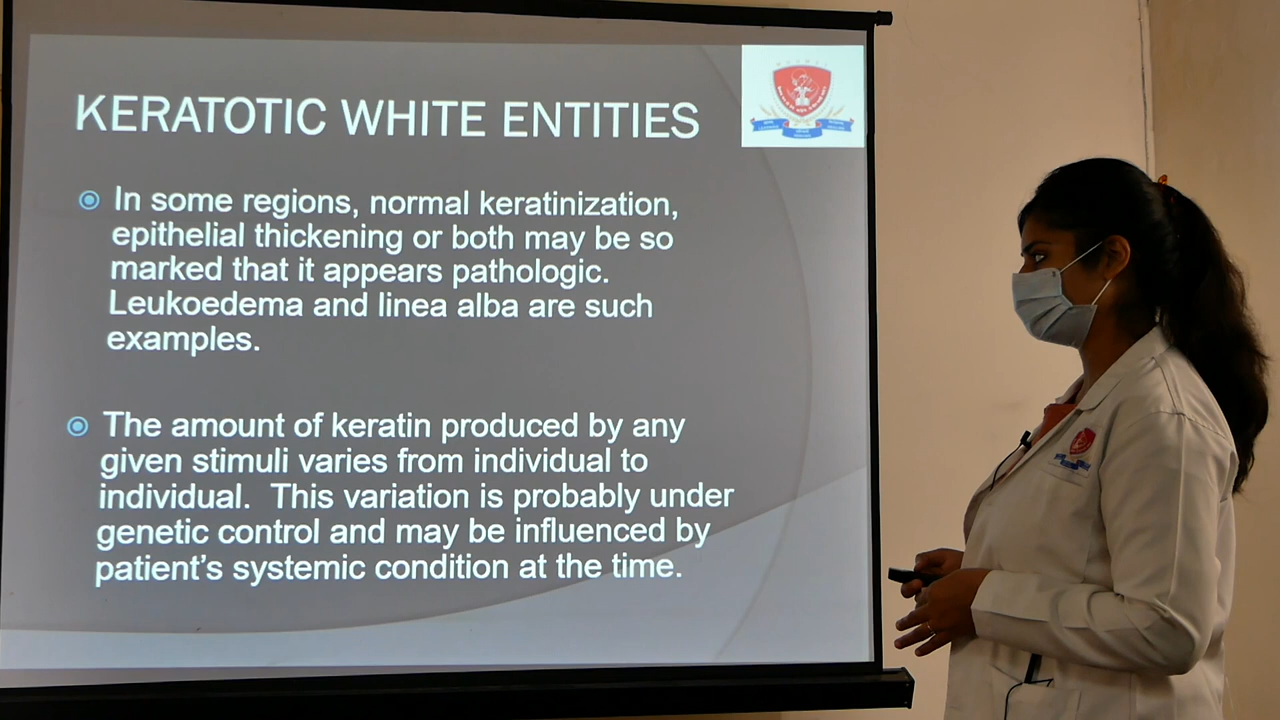 KERATOTIC WHITE ENTITIES
In some regions, normal keratinization,
epithelial thickening or both may be so
marked that it appears pathologic.
Leukoedema and linea alba are such
examples.
The amount of keratin produced by any
given stimuli varies from individual to
individual. This variation is probably under
genetic control and may be influenced by
patient's systemic condition at the time.